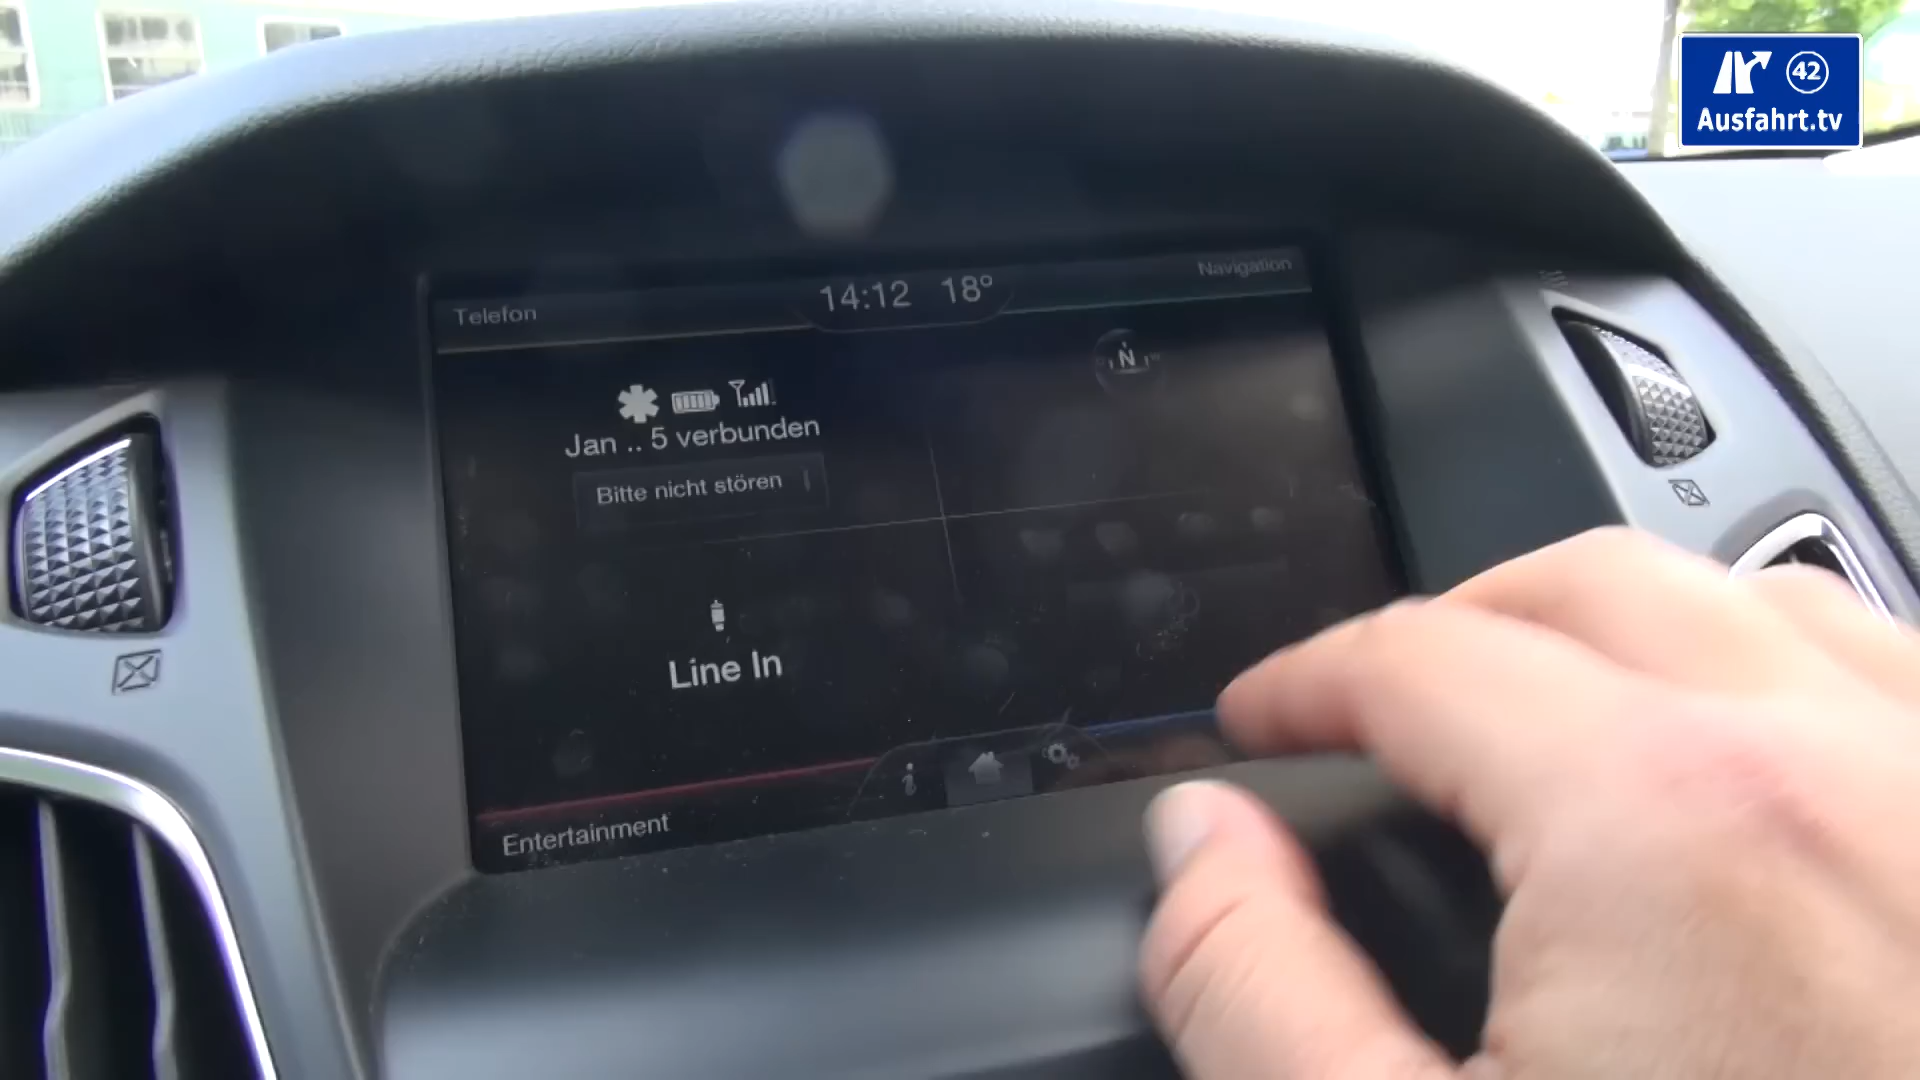 42
Ausfahrt.tv
Telefon
14:12 18°
Navigation
N
Jan .. 5 verbunden
Bitte nicht stören
Line In
i
Entertainment